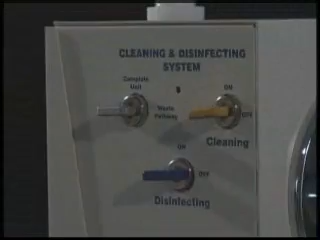 CLEANING & DISINFECTING
SYSTEM
Complete
Unit
ON
Waste
Pathway
OFF
Cleaning
ON
OFF
Disinfecting